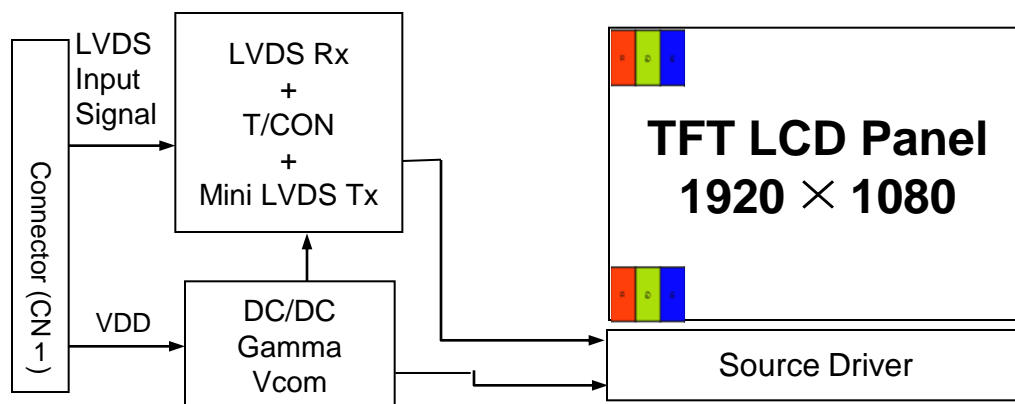 LVDS
Input
Signal
LVDS Rx
+
T/CON
+
Mini LVDS Tx
TFT LCD Panel
1920 × 1080
Connector (CN1)
VDD
DC/DC
Gamma
Vcom
Source Driver